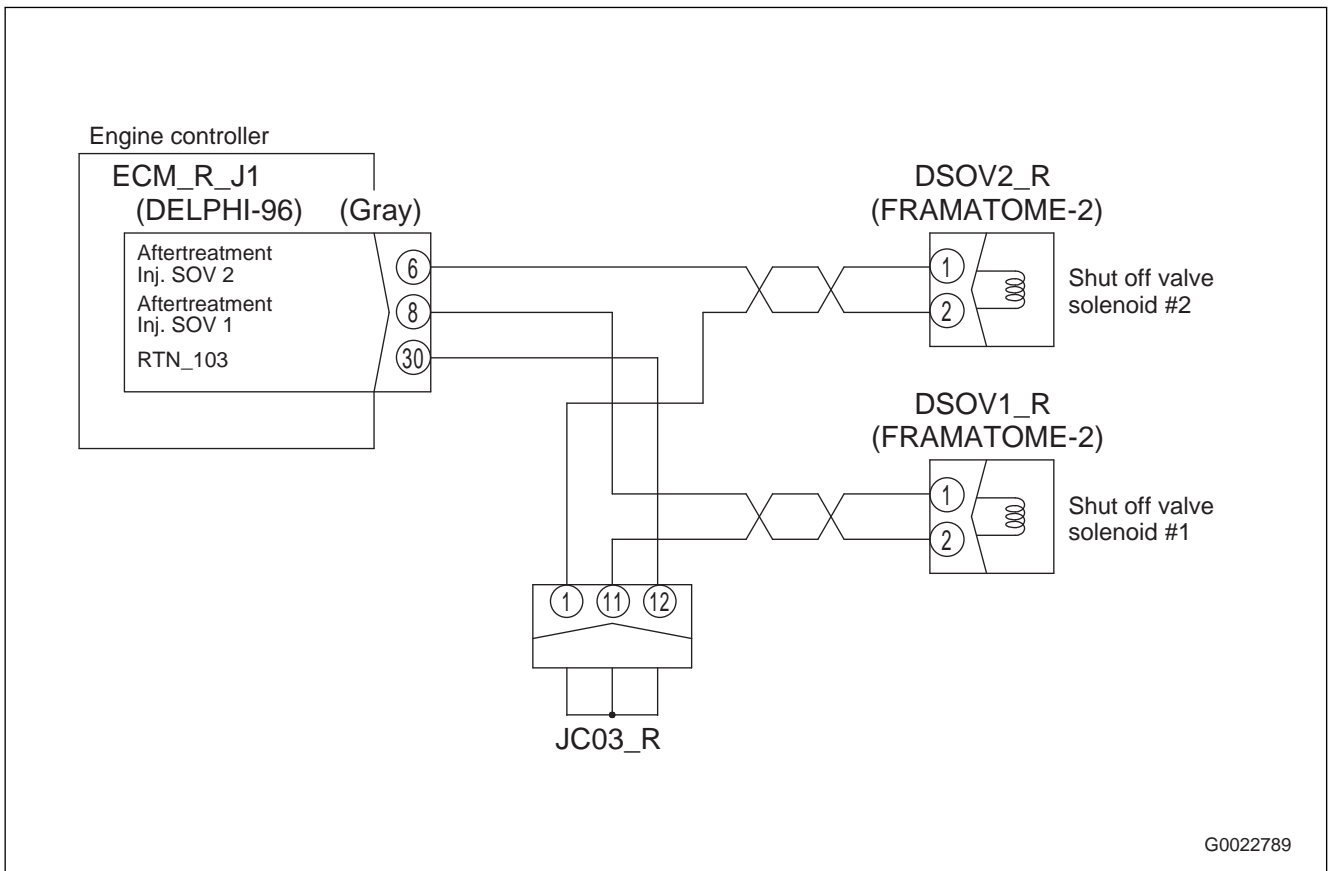 Engine controller
ECM_R_J1
(DELPHI-96) (Gray)
Aftertreatment
Inj. SOV 2
6
Aftertreatment
Inj. SOV 1
8
RTN_103
30
DSOV2_R
(FRAMATOME-2)
1
2
Shut off valve
solenoid #2
DSOV1_R
(FRAMATOME-2)
1
2
Shut off valve
solenoid #1
1 11 12
JC03_R
G0022789